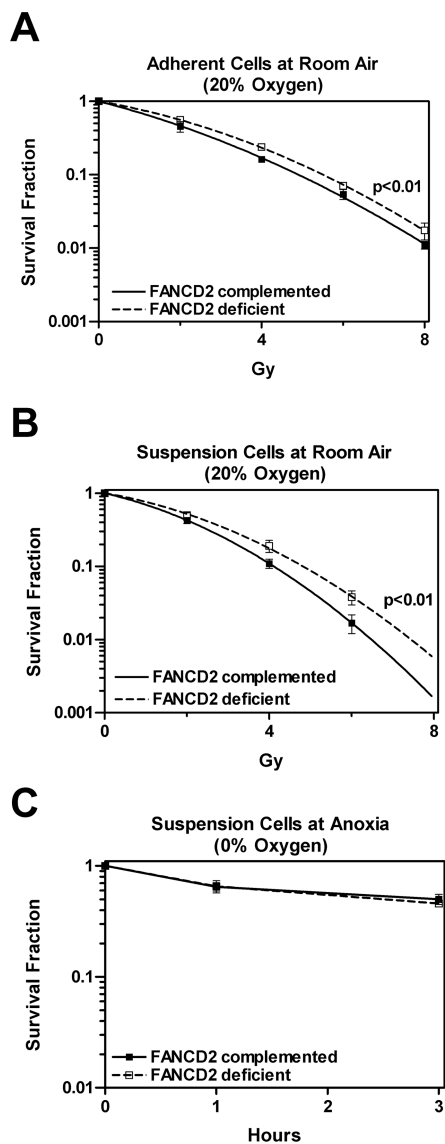 A
Adherent Cells at Room Air
(20% Oxygen)
Survival Fraction
1
0.1
0.01
0.001
p<0.01
FANCD2 complemented
FANCD2 deficient
0
4
8
Gy
B
Suspension Cells at Room Air
(20% Oxygen)
Survival Fraction
1
0.1
0.01
0.001
p<0.01
FANCD2 complemented
FANCD2 deficient
0
4
8
Gy
C
Suspension Cells at Anoxia
(0% Oxygen)
Survival Fraction
1
0.1
0.01
FANCD2 complemented
FANCD2 deficient
0
1
2
3
Hours